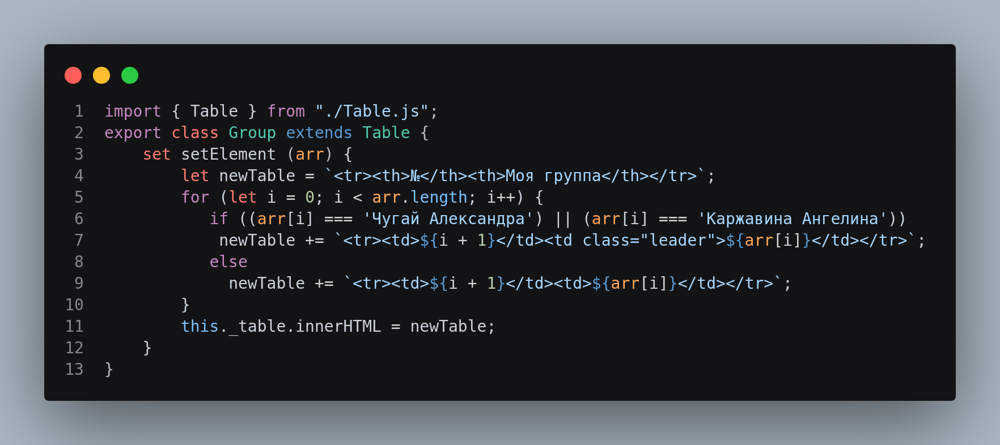 1 import { Table } from "./Table.js";
2 export class Group extends Table {
3     set setElement (arr) {
4         let newTable = `<tr><th>№</th><th>Моя группа</th></tr>`;
5         for (let i = 0; i < arr.length; i++) {
6            if ((arr[i] === 'Чугай Александра') || (arr[i] === 'Каржавина Ангелина'))
7             newTable += `<tr><td>${i + 1}</td><td class="leader">${arr[i]}</td></tr>`;
8            else
9              newTable += `<tr><td>${i + 1}</td><td>${arr[i]}</td></tr>`;
10         }
11         this._table.innerHTML = newTable;
12     }
13 }